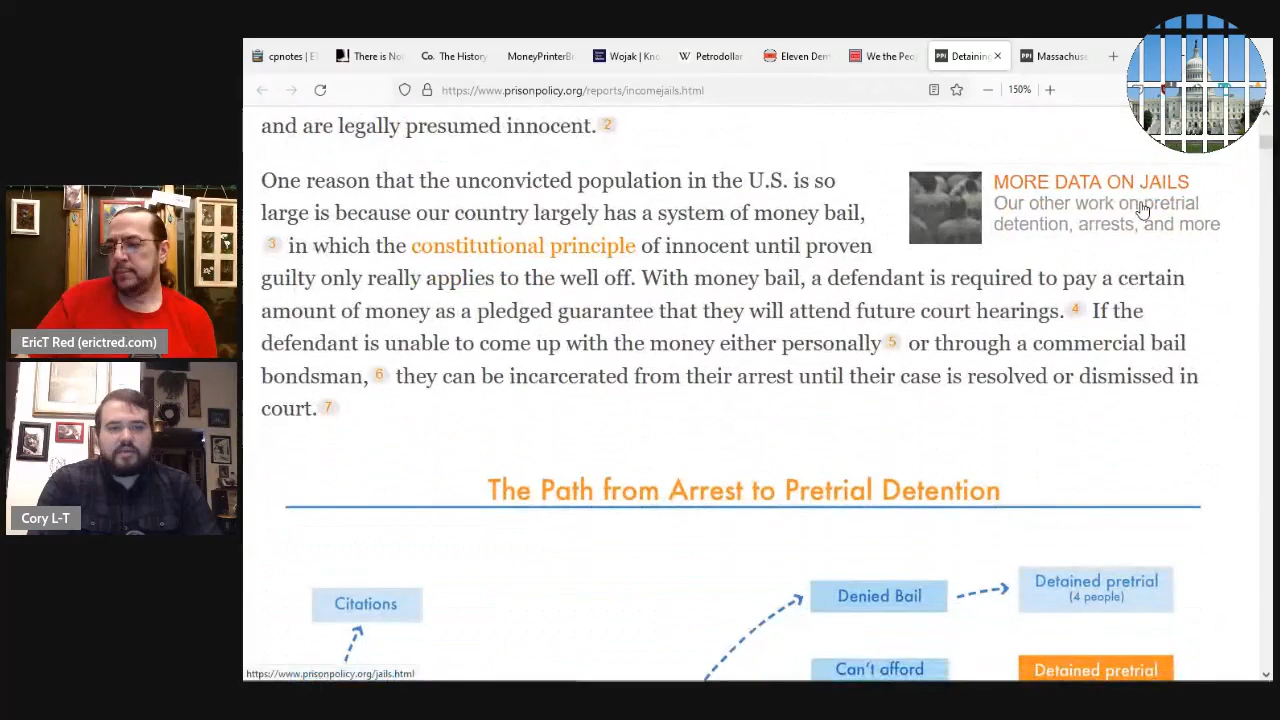 cpnotes | E
There is No
Co. The History
MoneyPrinterB
Wojak | Kno
W Petrodollar
Eleven Dem
We the Peo
PPI Detaining
PPI Massachuse
https://www.prisonpolicy.org/reports/incomejails.html
150%
and are legally presumed innocent. 2
One reason that the unconvicted population in the U.S. is so
large is because our country largely has a system of money bail,
3 in which the constitutional principle of innocent until proven
guilty only really applies to the well off. With money bail, a defendant is required to pay a certain
amount of money as a pledged guarantee that they will attend future court hearings. 4 If the
defendant is unable to come up with the money either personally 5 or through a commercial bail
bondsman, 6 they can be incarcerated from their arrest until their case is resolved or dismissed in
court. 7
MORE DATA ON JAILS
Our other work on pretrial
detention, arrests, and more
EricT Red (erictred.com)
Cory L-T
The Path from Arrest to Pretrial Detention
Citations
Denied Bail
Detained pretrial
(4 people)
Can't afford
Detained pretrial
https://www.prisonpolicy.org/jails.html